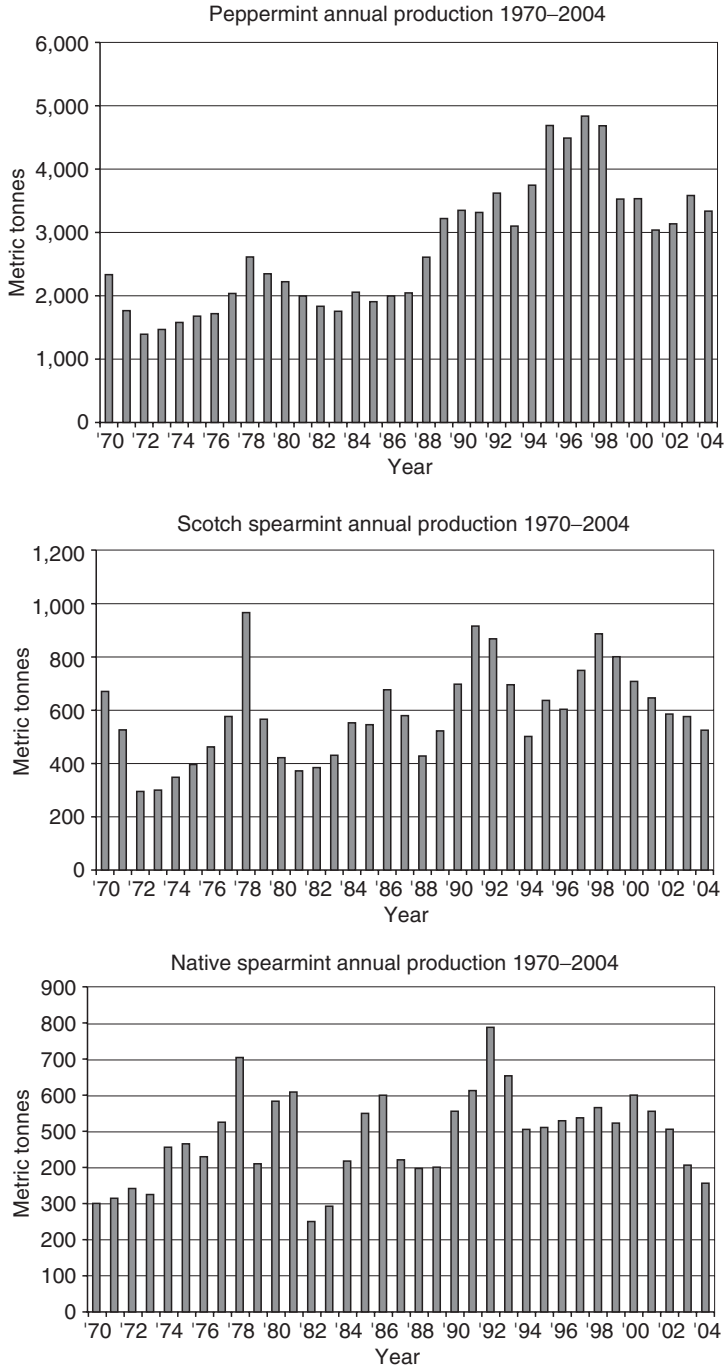 Peppermint annual production 1970–2004
6,000
5,000
4,000
3,000
2,000
1,000
0
Metric tonnes
'70 '72 '74 '76 '78 '80 '82 '84 '86 '88 '90 '92 '94 '96 '98 '00 '02 '04
Year
Scotch spearmint annual production 1970–2004
1,200
1,000
800
600
400
200
0
Metric tonnes
'70 '72 '74 '76 '78 '80 '82 '84 '86 '88 '90 '92 '94 '96 '98 '00 '02 '04
Year
Native spearmint annual production 1970–2004
900
800
700
600
500
200
300
200
100
0
Metric tonnes
'70 '72 '74 '76 '78 '80 '82 '84 '86 '88 '90 '92 '94 '96 '98 '00 '02 '04
Year